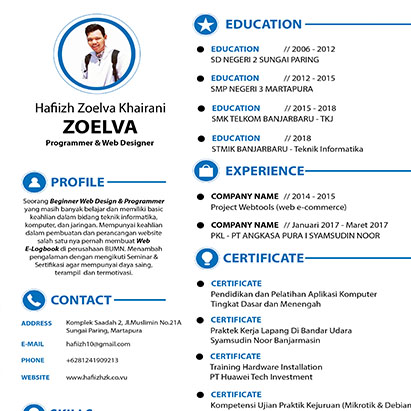 Hafiizh Zoelva Khairani
ZOELVA
Programmer & Web Designer
PROFILE
Seorang Beginner Web Design & Programmer
yang masih banyak belajar dan memiliki basic
keahlian dalam bidang teknik informatika,
komputer, dan jaringan. Mempunyai keahlian
dalam pembuatan dan perancangan website
salah satu nya pernah membuat Web
E-Logbook di perusahaan BUMN. Menambah
pengalaman dengan mengikuti Seminar &
Sertifikasi agar mempunyai daya saing,
terampil dan termotivasi.
CONTACT
ADDRESS Komplek Saadah 2, Jl.Muslimin No.21A
Sungai Paring, Martapura
E-MAIL hafiizh10@gmail.com
PHONE +6281241909213
WEBSITE www.hafiizhzk.co.vu
SKILLS
EDUCATION
EDUCATION // 2006 - 2012
SD NEGERI 2 SUNGAI PARING
EDUCATION // 2012 - 2015
SMP NEGERI 3 MARTAPURA
EDUCATION // 2015 - 2018
SMK TELKOM BANJARBARU - TKJ
EDUCATION // 2018
STMIK BANJARBARU - Teknik Informatika
EXPERIENCE
COMPANY NAME // 2014 - 2015
Project Webtools (web e-commerce)
COMPANY NAME // Januari 2017 - Maret 2017
PKL - PT ANGKASA PURA I SYAMSUDIN NOOR
CERTIFICATE
CERTIFICATE
Pendidikan dan Pelatihan Aplikasi Komputer
Tingkat Dasar dan Menengah
CERTIFICATE
Praktek Kerja Lapang Di Bandar Udara
Syamsudin Noor Banjarmasin
CERTIFICATE
Training Hardware Installation
PT Huawei Tech Investment
CERTIFICATE
Kompetensi Ujian Praktik Kejuruan (Mikrotik & Debian